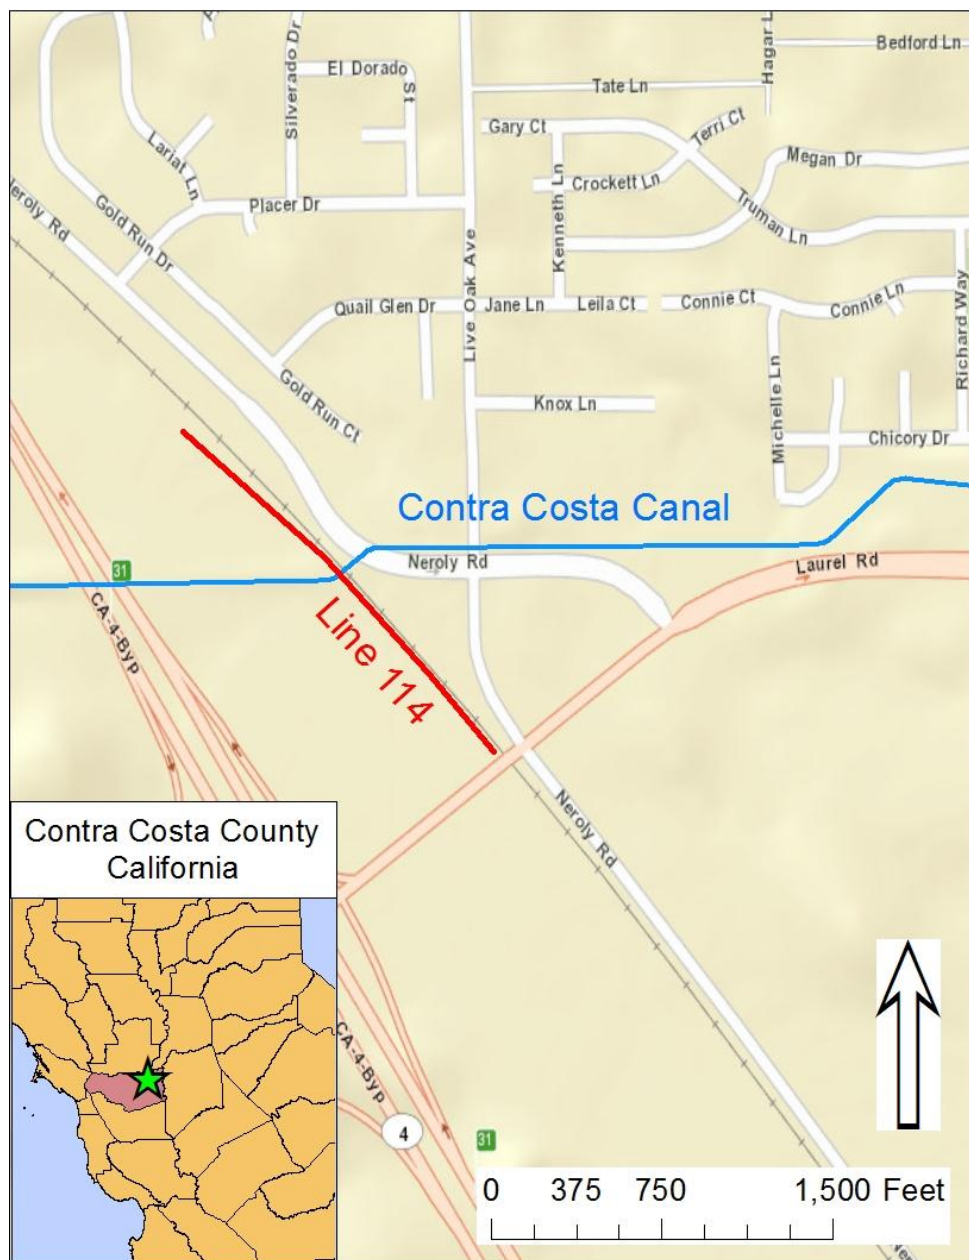 Bedford Ln
Hagar L
Silverado Dr
El Dorado
St
Tate Ln
Gary Ct
Terri Ct
Lariat Ln
Megan Dr
Crockett Ln
Kenneth Ln
Truman Ln
Placer Dr
Neroly Rd
Gold Run Dr
Live Oak Ave
Quail Glen Dr
Jane Ln
Leila Ct
Connie Ct
Connie Ln
Richard Way
Michelle Ln
Gold Run Ct
Knox Ln
Chicory Dr
Contra Costa Canal
Neroly Rd
Laurel Rd
31
CA-4-Byp
Line 114
Neroly Rd
Contra Costa County
California
CA-4-Byp
4
31
0 375 750 1,500 Feet